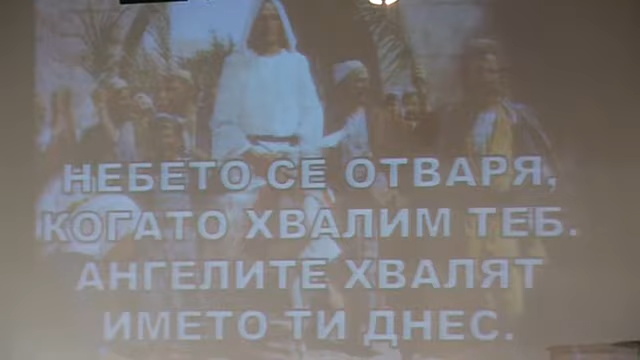 НЕБЕТО СЕ ОТВАРЯ,
КОГАТО ХВАЛИМ ТЕБ.
АНГЕЛИТЕ ХВАЛЯТ
ИМЕТО ТИ ДНЕС.